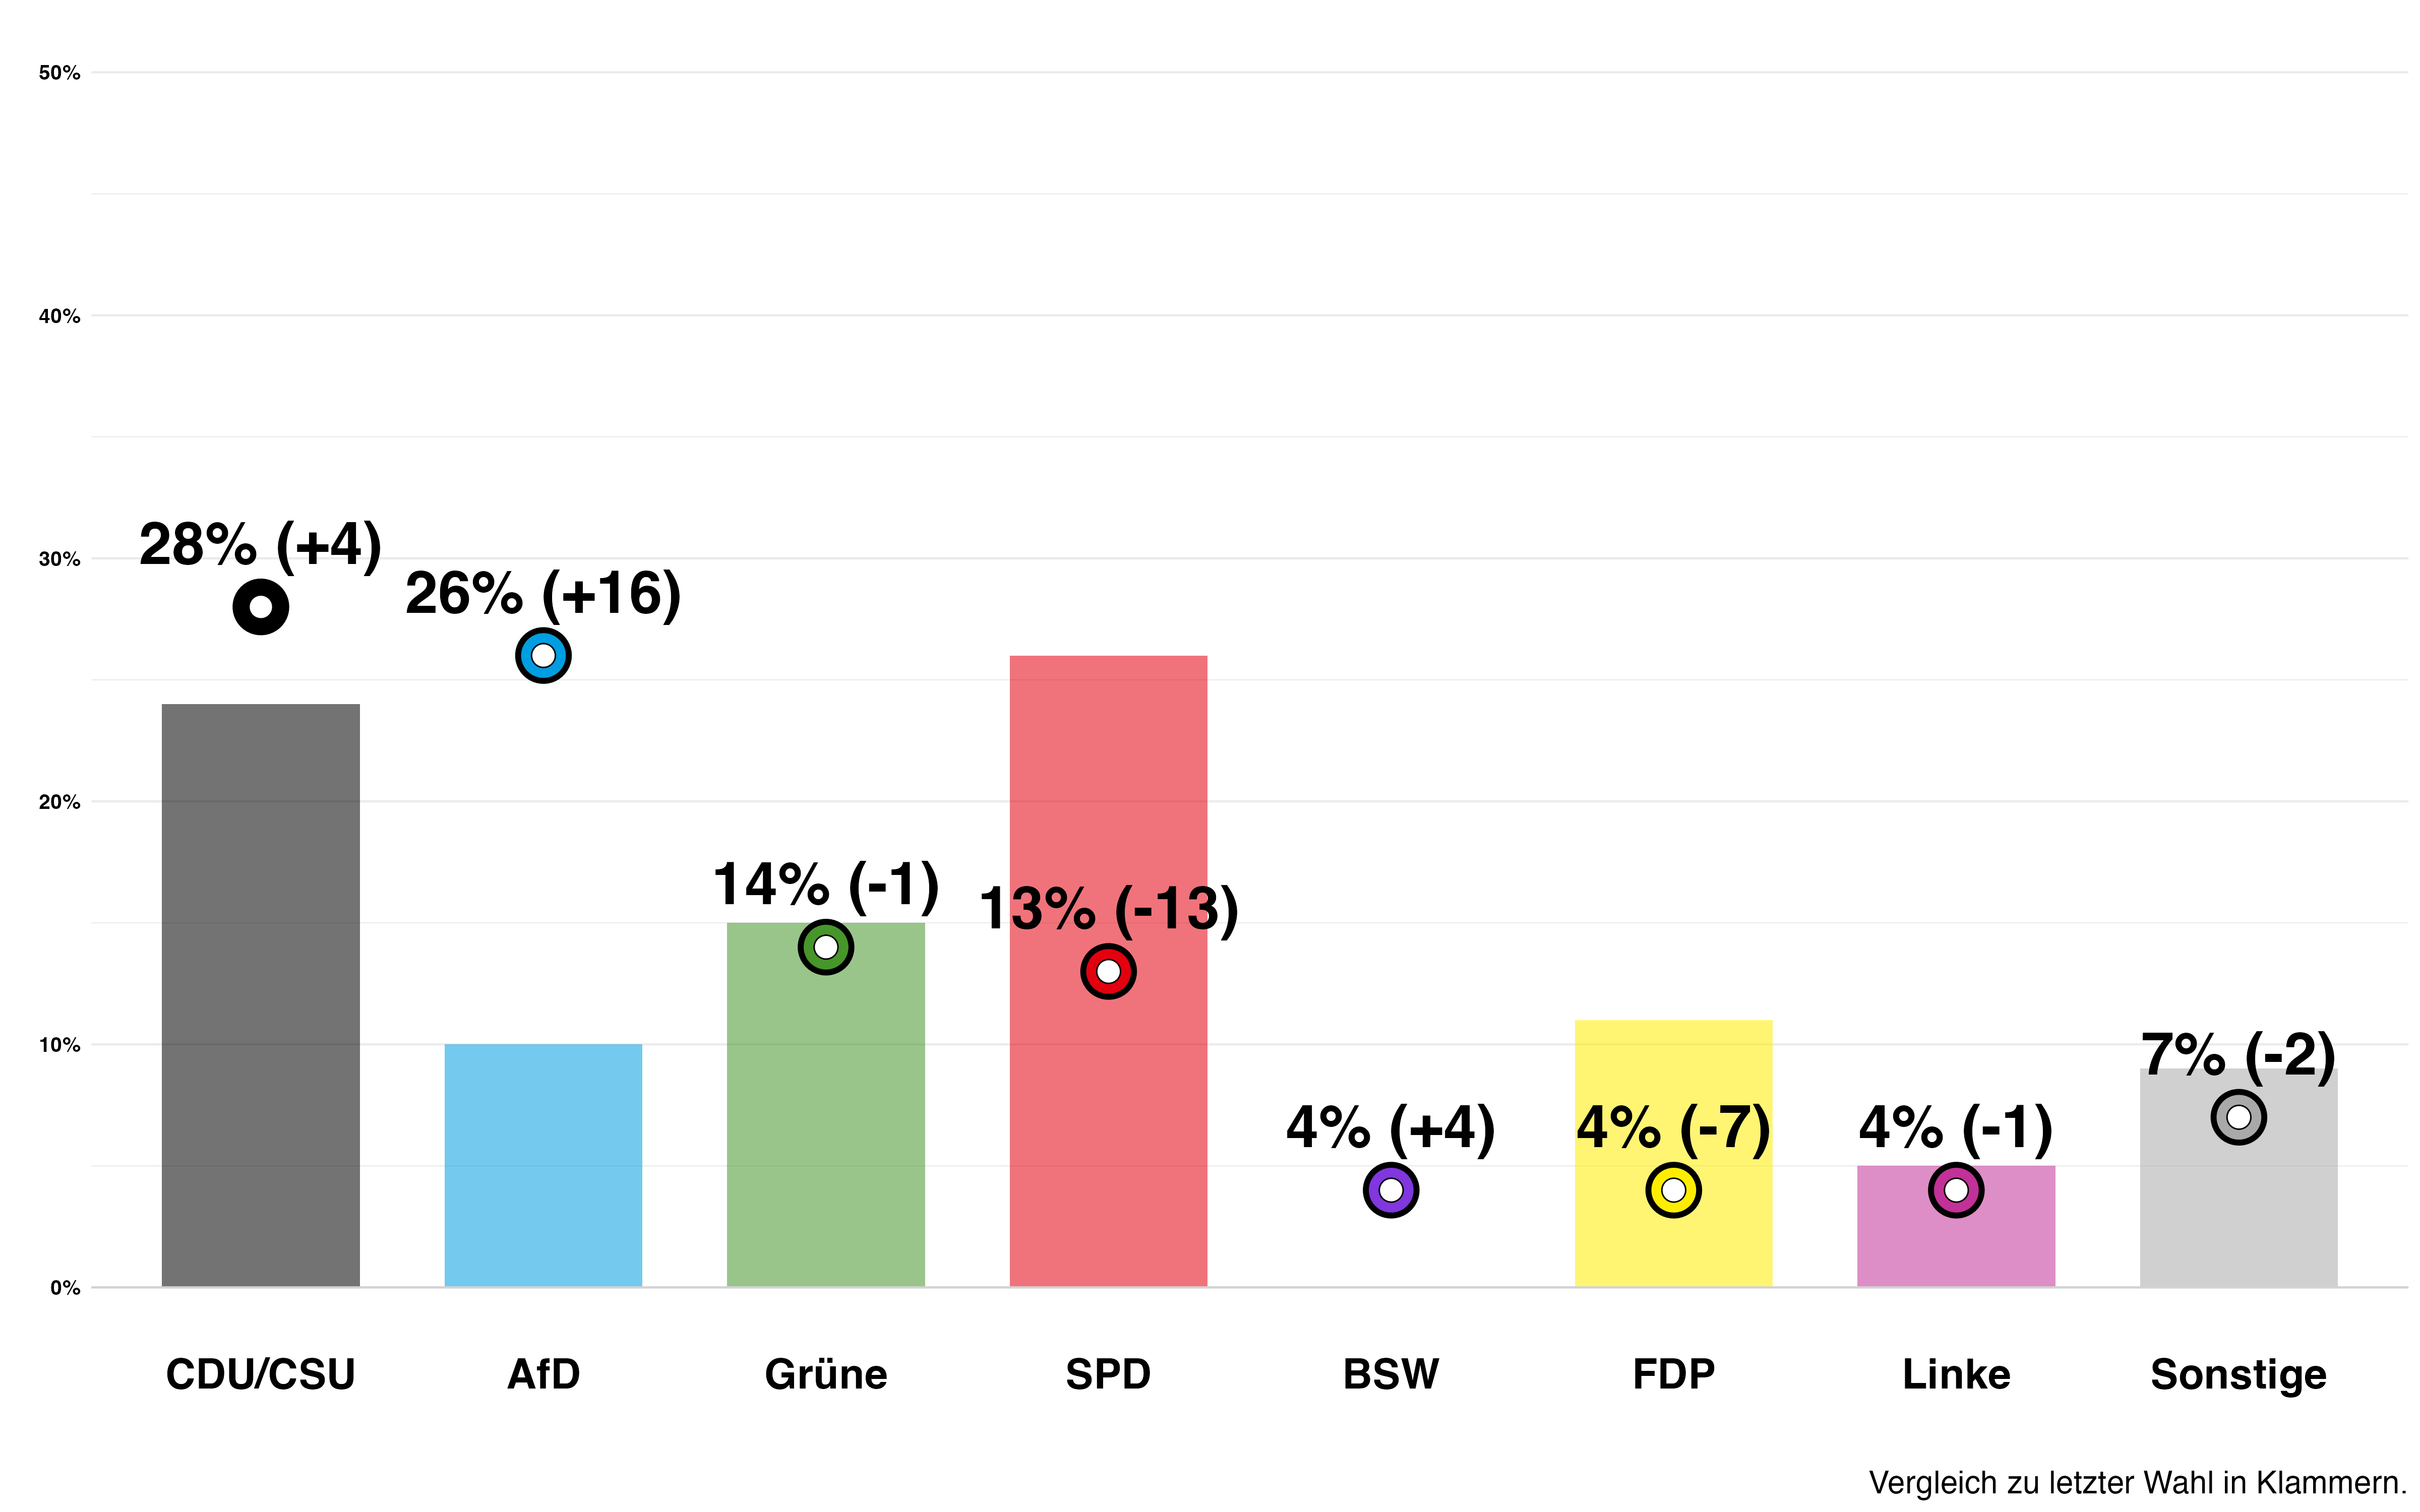 50%
40%
30%
20%
10%
0%
28% (+4)
26% (+16)
14% (-1)
13% (-13)
4% (+4)
4% (-7)
4% (-1)
7% (-2)
CDU/CSU
AfD
Grüne
SPD
BSW
FDP
Linke
Sonstige
Vergleich zu letzter Wahl in Klammern.